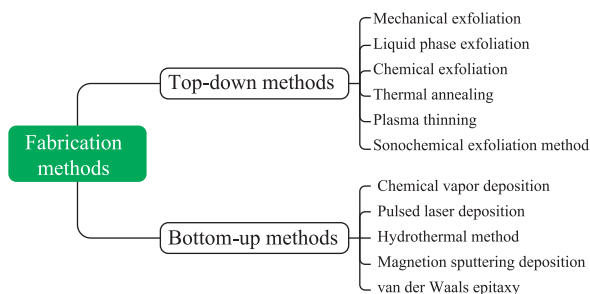 Fabrication
methods
Top-down methods
Mechanical exfoliation
Liquid phase exfoliation
Chemical exfoliation
Thermal annealing
Plasma thinning
Sonochemical exfoliation method
Bottom-up methods
Chemical vapor deposition
Pulsed laser deposition
Hydrothermal method
Magnetion sputtering deposition
van der Waals epitaxy